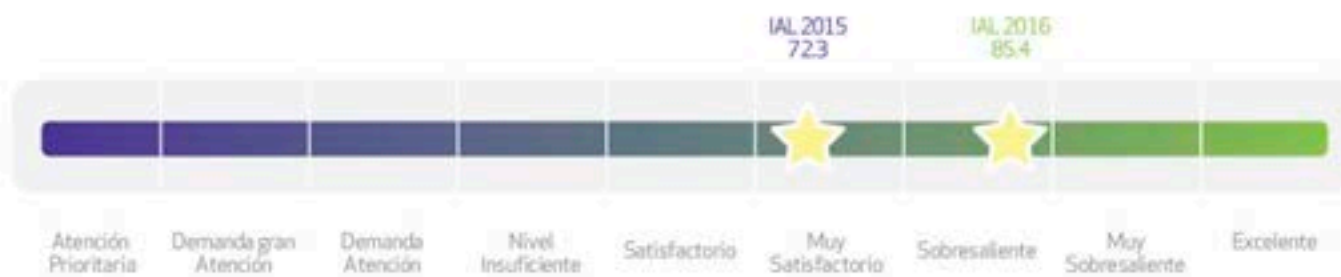 IAL 2015
72.3
IAL 2016
85.4
Atención
Prioritaria
Demanda gran
Atención
Demanda
Atención
Nivel
Insuficiente
Satisfactorio
Muy
Satisfactorio
Sobresaliente
Muy
Sobresaliente
Excelente